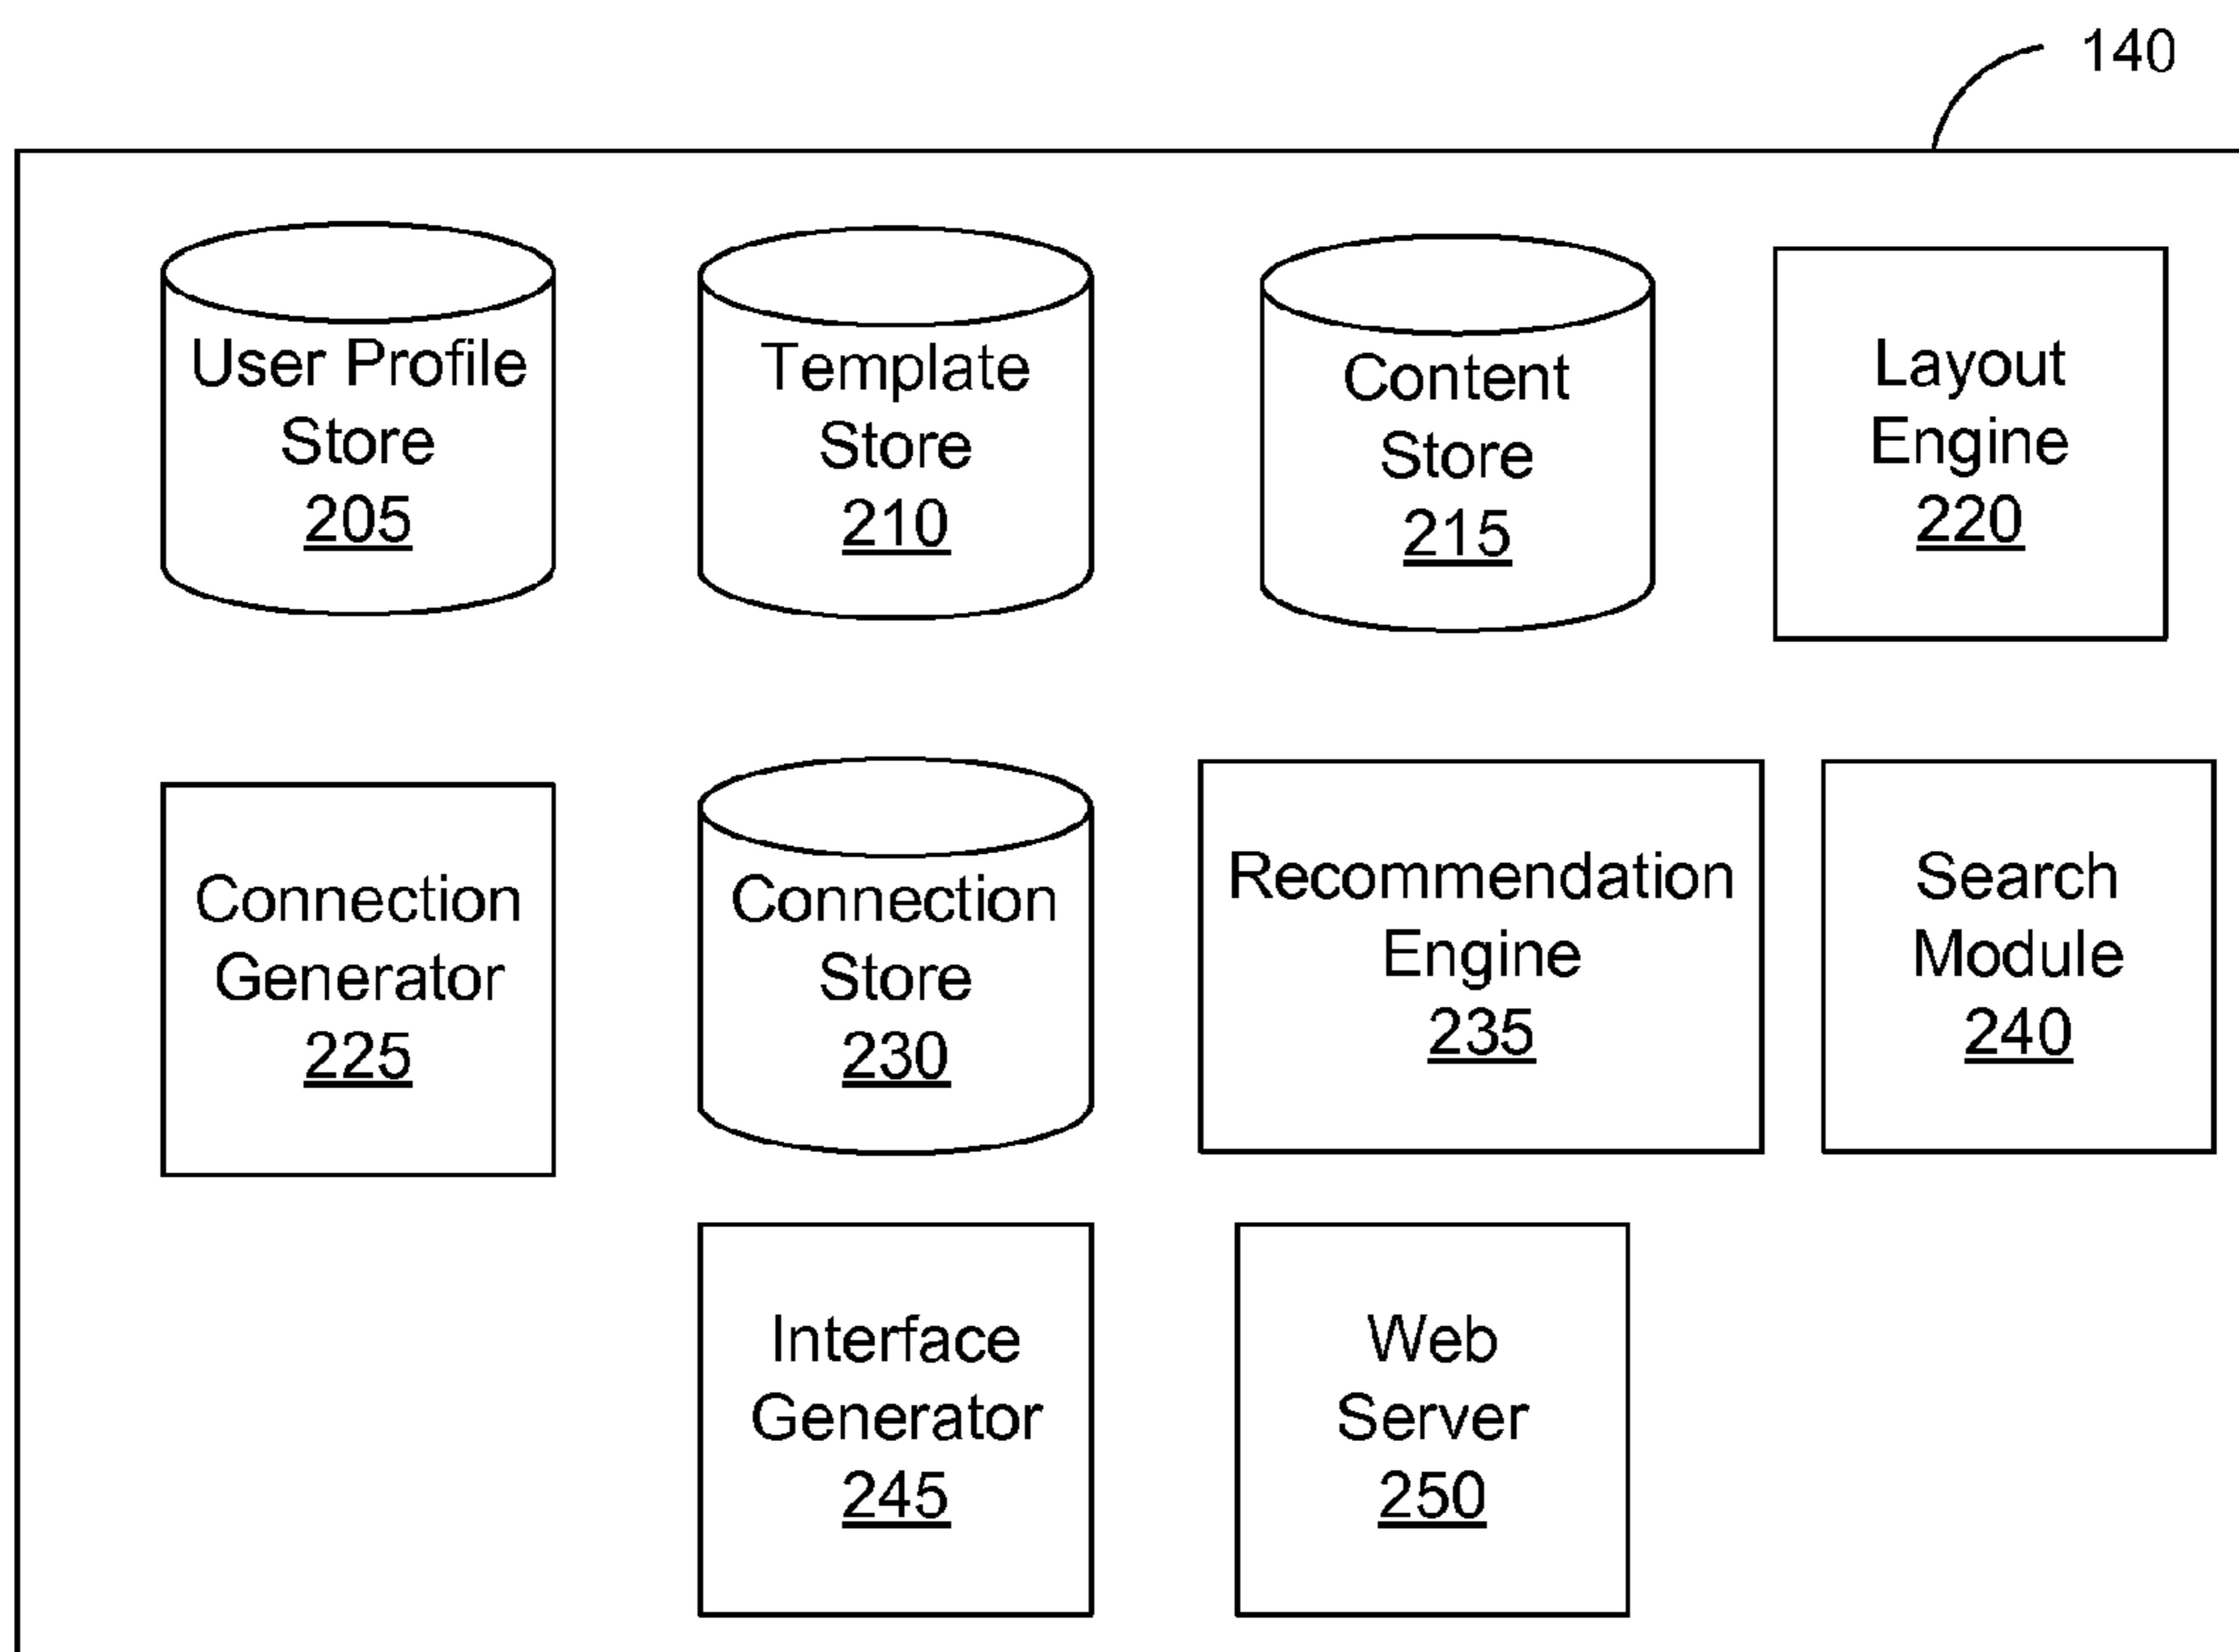 140
User Profile
Store
205
Template
Store
210
Content
Store
215
Layout
Engine
220
Connection
Generator
225
Connection
Store
230
Recommendation
Engine
235
Search
Module
240
Interface
Generator
245
Web
Server
250